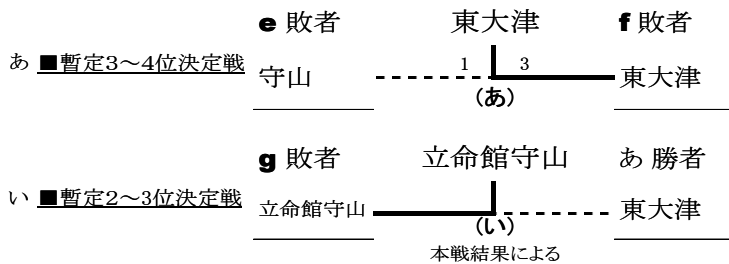 e 敗者 東大津 f 敗者
あ ■暫定3～4位決定戦 守山 1 3 東大津
(あ)
g 敗者 立命館守山 あ 勝者
い ■暫定2～3位決定戦 立命館守山 東大津
(い)
本戦結果による